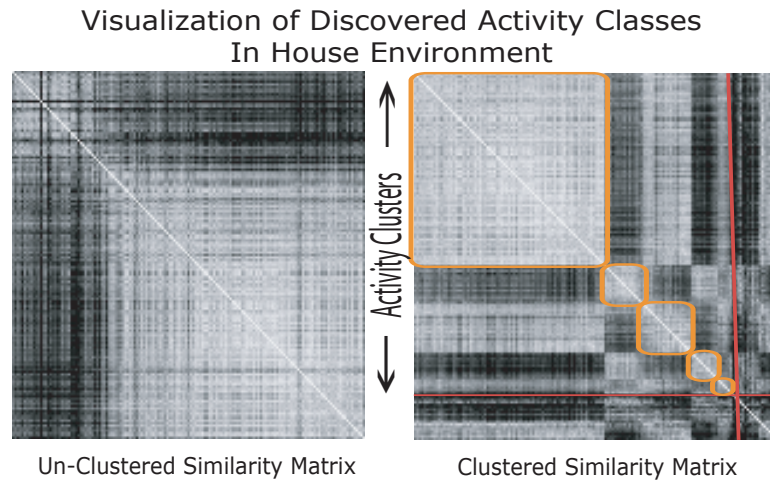 Visualization of Discovered Activity Classes
In House Environment
Activity Clusters
Un-Clustered Similarity Matrix
Clustered Similarity Matrix